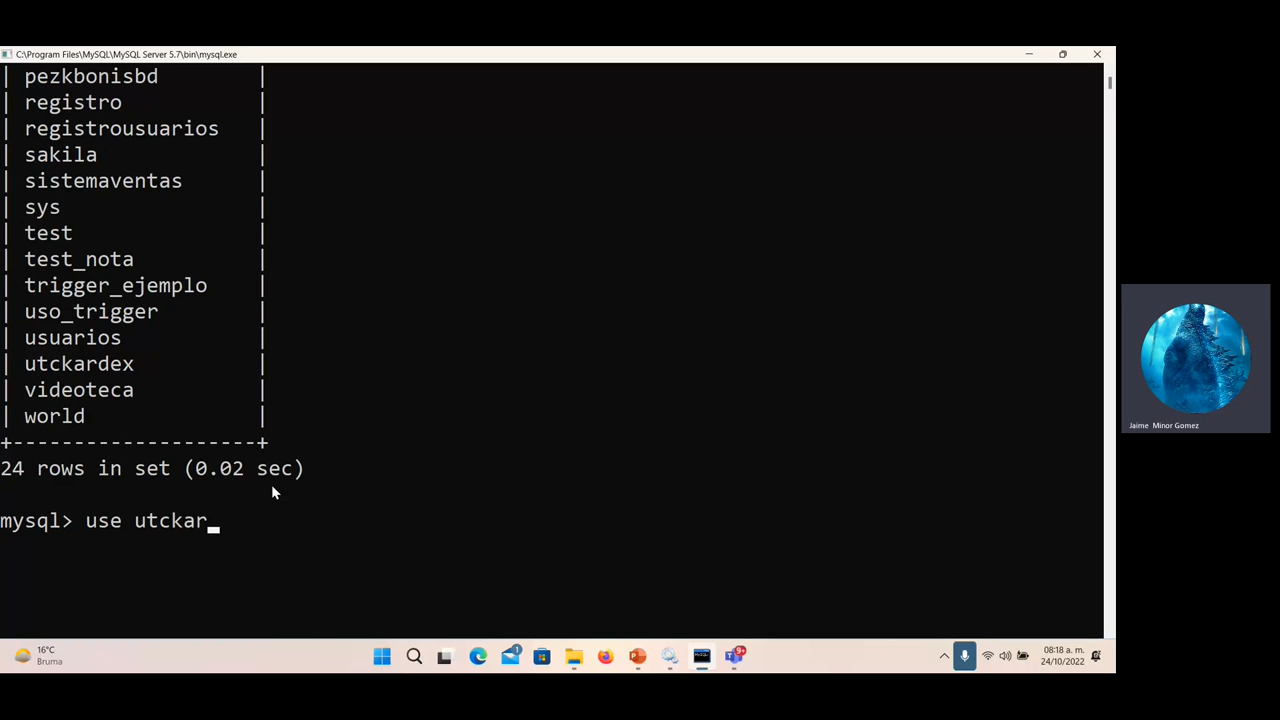 C:\Program Files\MySQL\MySQL Server 5.7\bin\mysql.exe
| pezkbonisbd |
| registro |
| registrousuarios |
| sakila |
| sistemaventas |
| sys |
| test |
| test_nota |
| trigger_ejemplo |
| uso_trigger |
| usuarios |
| utckardex |
| videoteca |
| world |
+--------------------+
24 rows in set (0.02 sec)
mysql> use utckar_
Jaime Minor Gomez
16°C
Bruma
1
9+
08:18 a. m.
24/10/2022